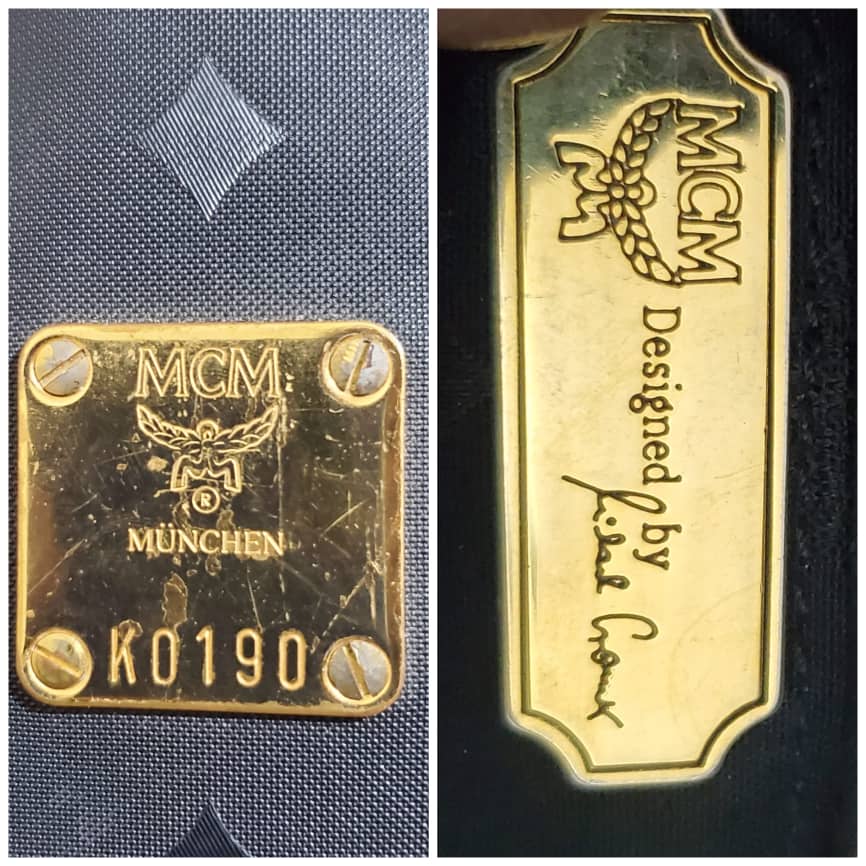 MCM
®
MÜNCHEN
K0190
MCM
Designed by